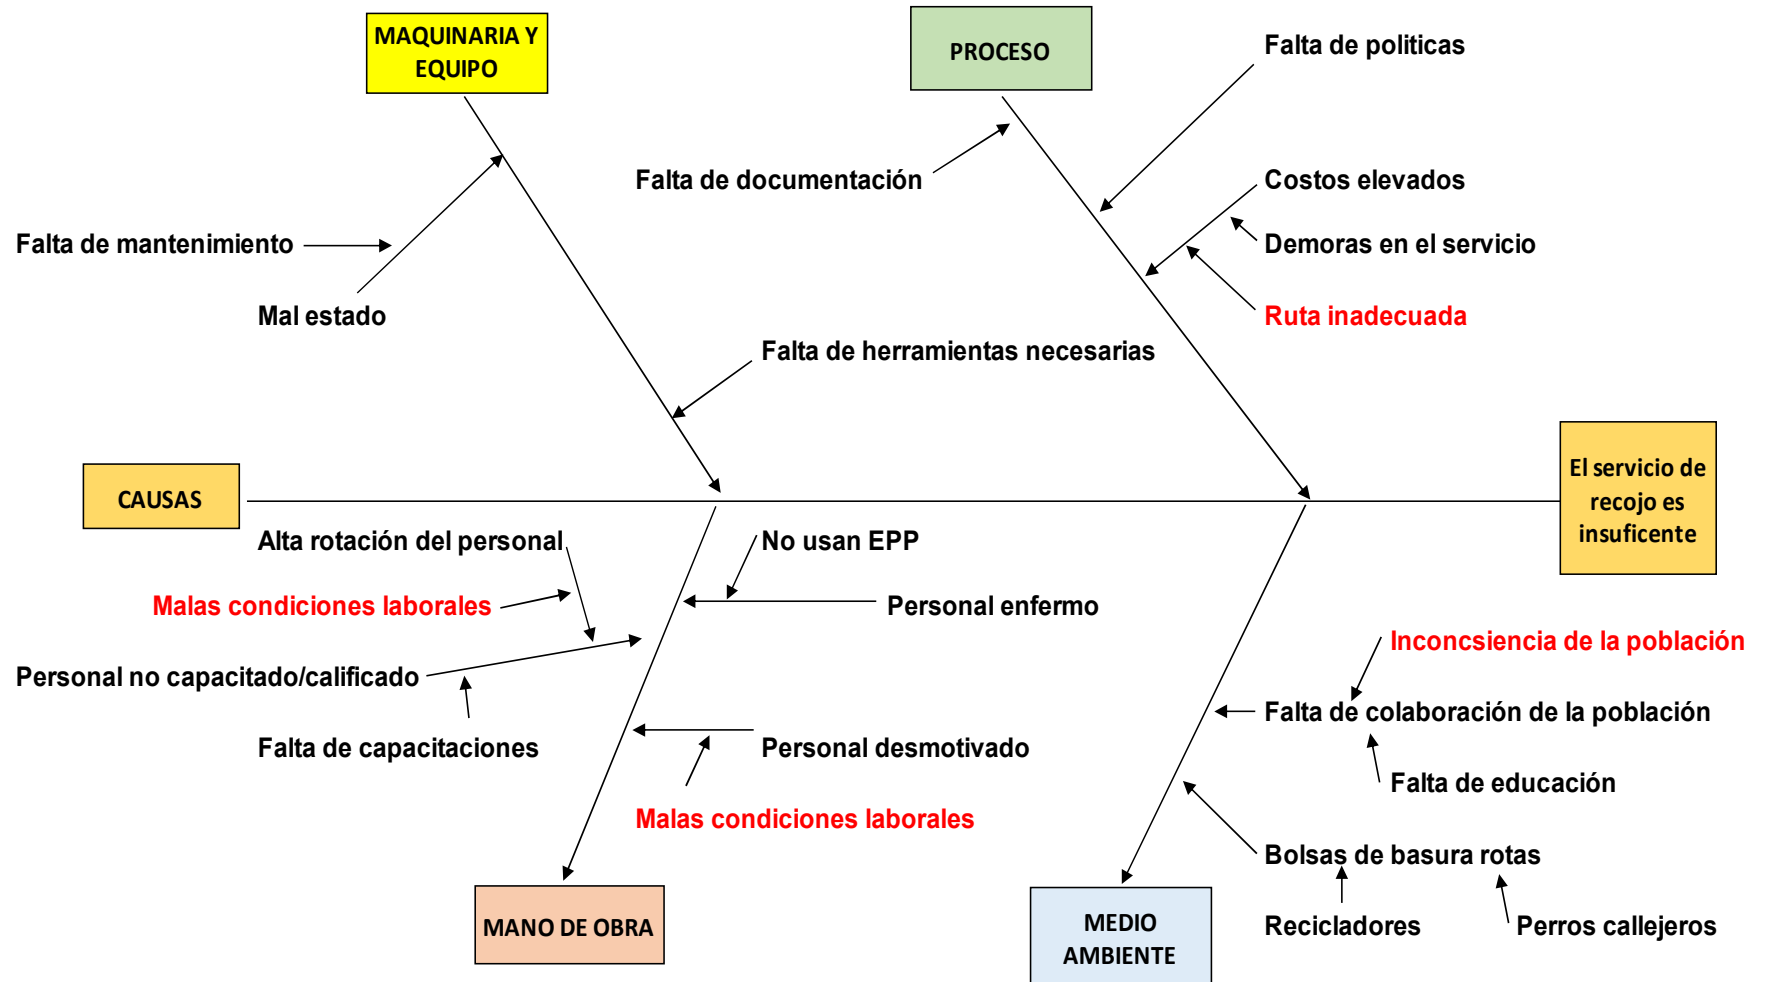 MAQUINARIA Y
EQUIPO
PROCESO
Falta de politicas
Falta de documentación
Costos elevados
Falta de mantenimiento
Demoras en el servicio
Mal estado
Ruta inadecuada
Falta de herramientas necesarias
CAUSAS
El servicio de
recojo es
insuficente
Alta rotación del personal
No usan EPP
Malas condiciones laborales
Personal enfermo
Inconcsiencia de la población
Personal no capacitado/calificado
Falta de colaboración de la población
Falta de capacitaciones
Personal desmotivado
Falta de educación
Malas condiciones laborales
Bolsas de basura rotas
MANO DE OBRA
MEDIO
AMBIENTE
Recicladores
Perros callejeros